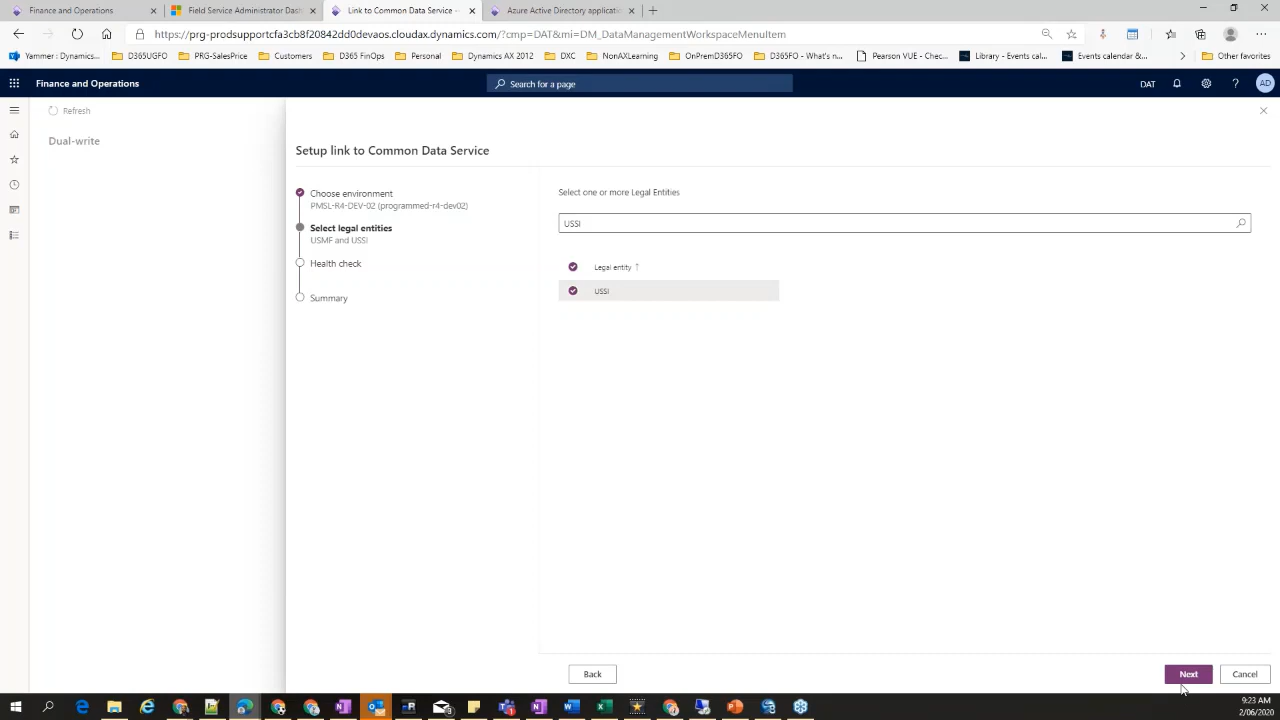 Finance and Operations
Field Service Administrator Dash
Link to Common Data Service --
Azure Active Directory applicatio
https://prg-prodsupportcfa3cb8f20842dd0devaos.cloudax.dynamics.com/?cmp=DAT&mi=DM_DataManagementWorkspaceMenuItem
Yammer : Dynamics...
D365UGFO
PRG-SalesPrice
D365 FinOps
Personal
Dynamics AX 2012
DXC
NonAXLearning
OnPremD365FO
D365FO - What's n...
Pearson VUE - Chec...
Library - Events cal...
Events calendar &...
Other favorites
Finance and Operations
Search for a page
DAT
AD
Refresh
Dual-write
Setup link to Common Data Service
Choose environment
PMSL-R4-DEV-02 (programmed-r4-dev02)
Select legal entities
USMF and USSI
Health check
Summary
Select one or more Legal Entities
USSI
Legal entity ↑
USSI
Back
Next
Cancel
9:23 AM
2/06/2020